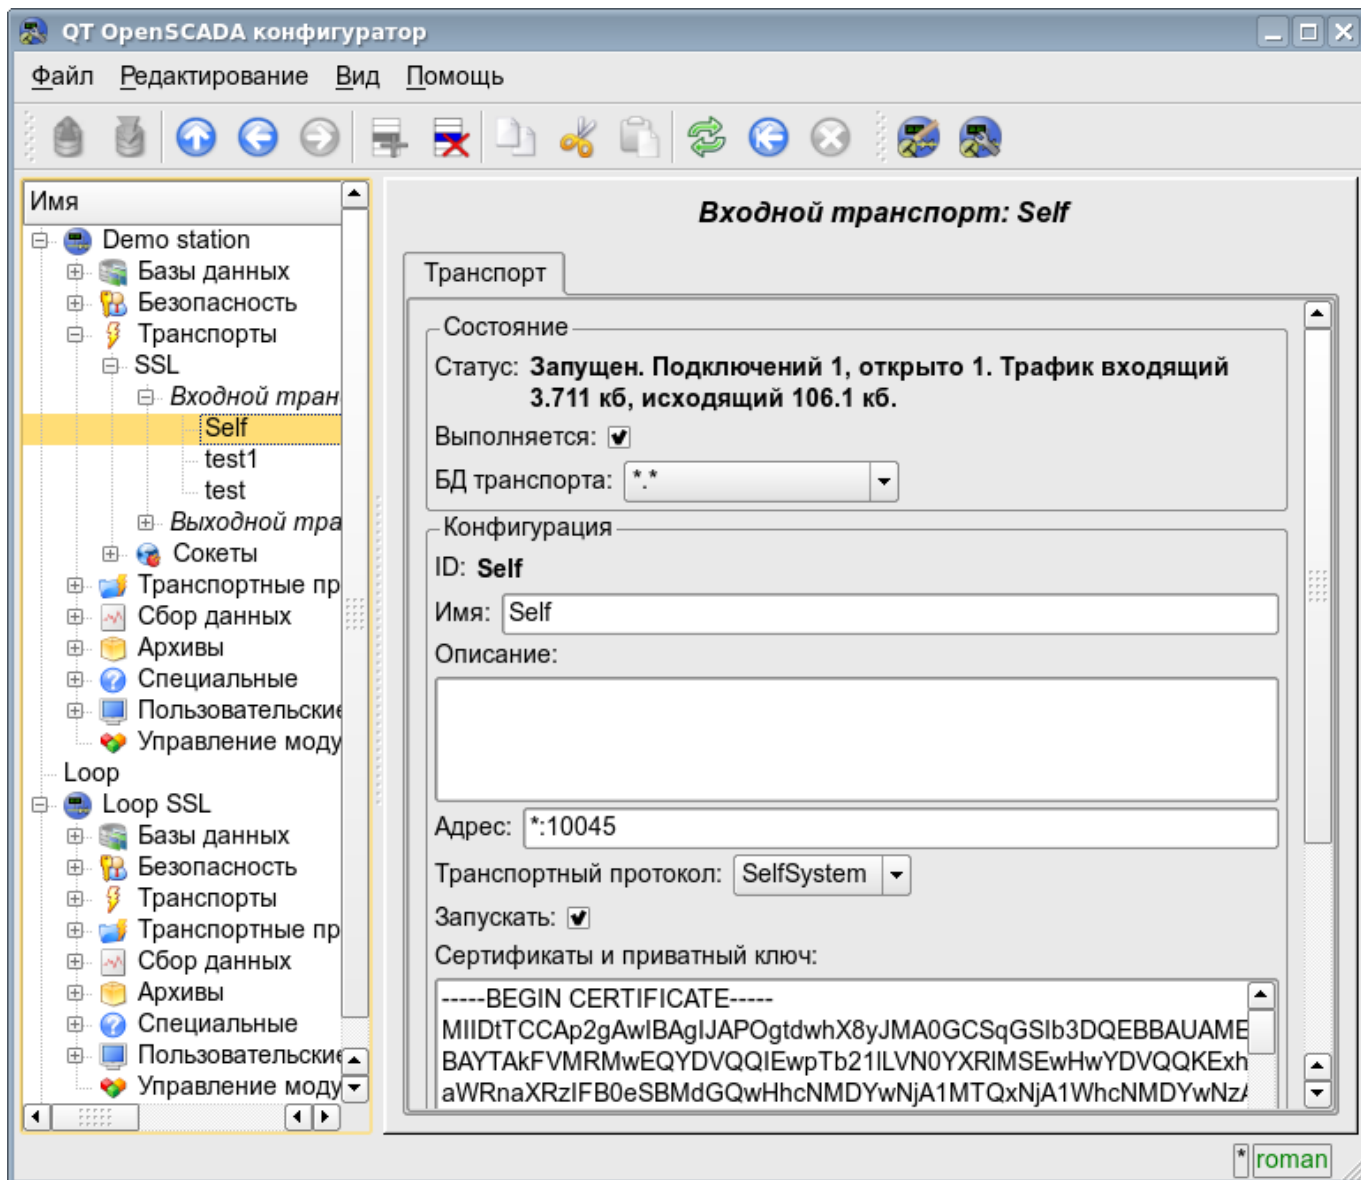 QT OpenSCADA конфигуратор
Файл Редактирование Вид Помощь
Имя
Demo station
Базы данных
Безопасность
Транспорты
SSL
Входной тран
Self
test1
test
Выходной тра
Сокеты
Транспортные пр
Сбор данных
Архивы
Специальные
Пользовательские
Управление моду
Loop
Loop SSL
Базы данных
Безопасность
Транспорты
Транспортные пр
Сбор данных
Архивы
Специальные
Пользовательские
Управление моду
Входной транспорт: Self
Транспорт
Состояние
Статус: Запущен. Подключений 1, открыто 1. Трафик входящий
3.711 кб, исходящий 106.1 кб.
Выполняется:
БД транспорта: *.*
Конфигурация
ID: Self
Имя: Self
Описание:
Адрес: *:10045
Транспортный протокол: SelfSystem
Запускать:
Сертификаты и приватный ключ:
-----BEGIN CERTIFICATE-----
MIIDtTCCAp2gAwIBAgIJAPOgtdwhX8yJMA0GCSqGSIb3DQEBBAUAME
BAYTAkFVMRMwEQYDVQQIEwpTb21lLVN0YXRlMSEwHwYDVQQKExh
aWRnaXRzIFB0eSBMdGQwHhcNMDYwNjA1MTQxNjA1WhcNMDYwNzA
* roman